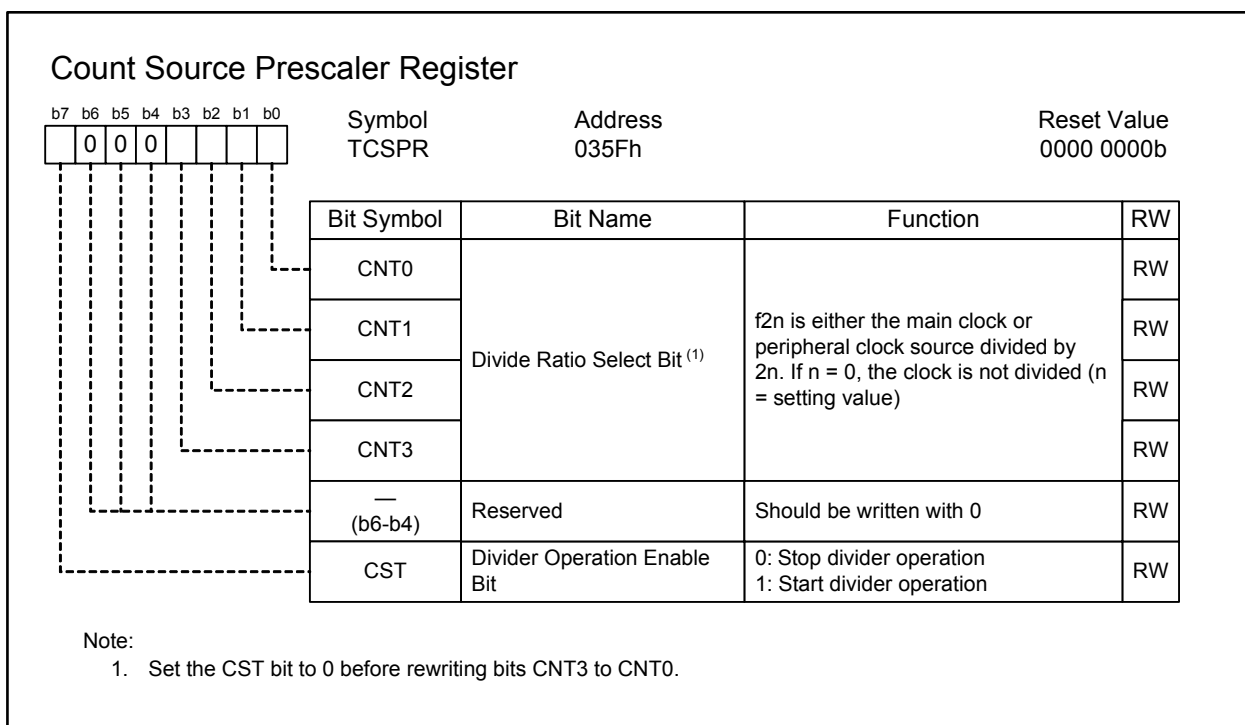 Count Source Prescaler Register
b7 b6 b5 b4 b3 b2 b1 b0
0 0 0
Symbol Address Reset Value
TCSPR 035Fh 0000 0000b
Bit Symbol Bit Name Function RW
CNT0 RW
CNT1 RW
CNT2 RW
CNT3 RW
Divide Ratio Select Bit (1)
f2n is either the main clock or
peripheral clock source divided by
2n. If n = 0, the clock is not divided (n
= setting value)
—
(b6-b4) Reserved Should be written with 0 RW
CST Divider Operation Enable
Bit
0: Stop divider operation
1: Start divider operation
RW
Note:
1. Set the CST bit to 0 before rewriting bits CNT3 to CNT0.